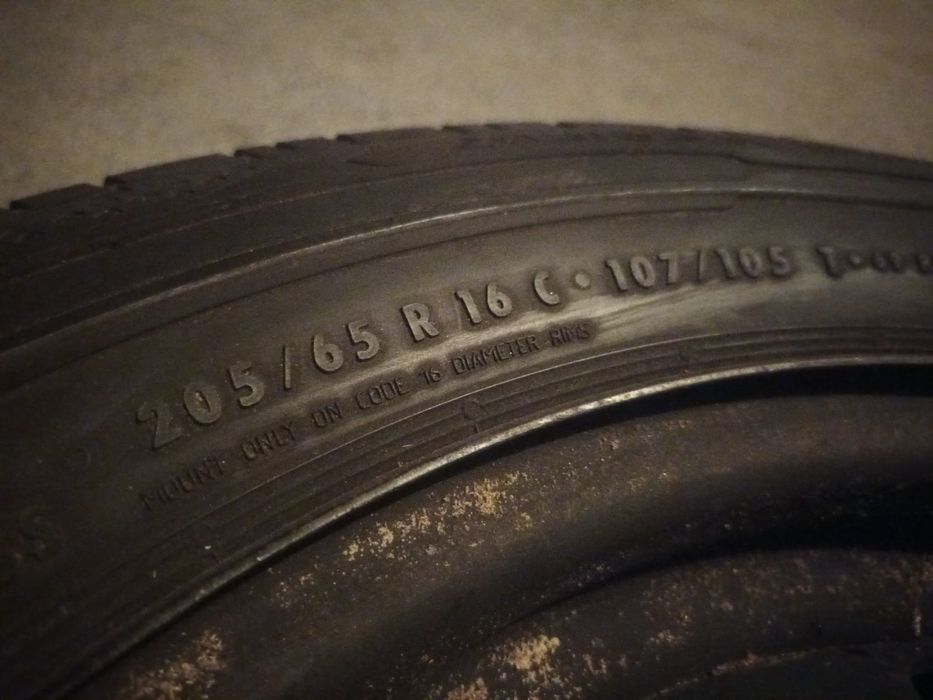 205/65 R 16 C • 107/105 T •
MOUNT ONLY ON CODE 16 DIAMETER RIMS